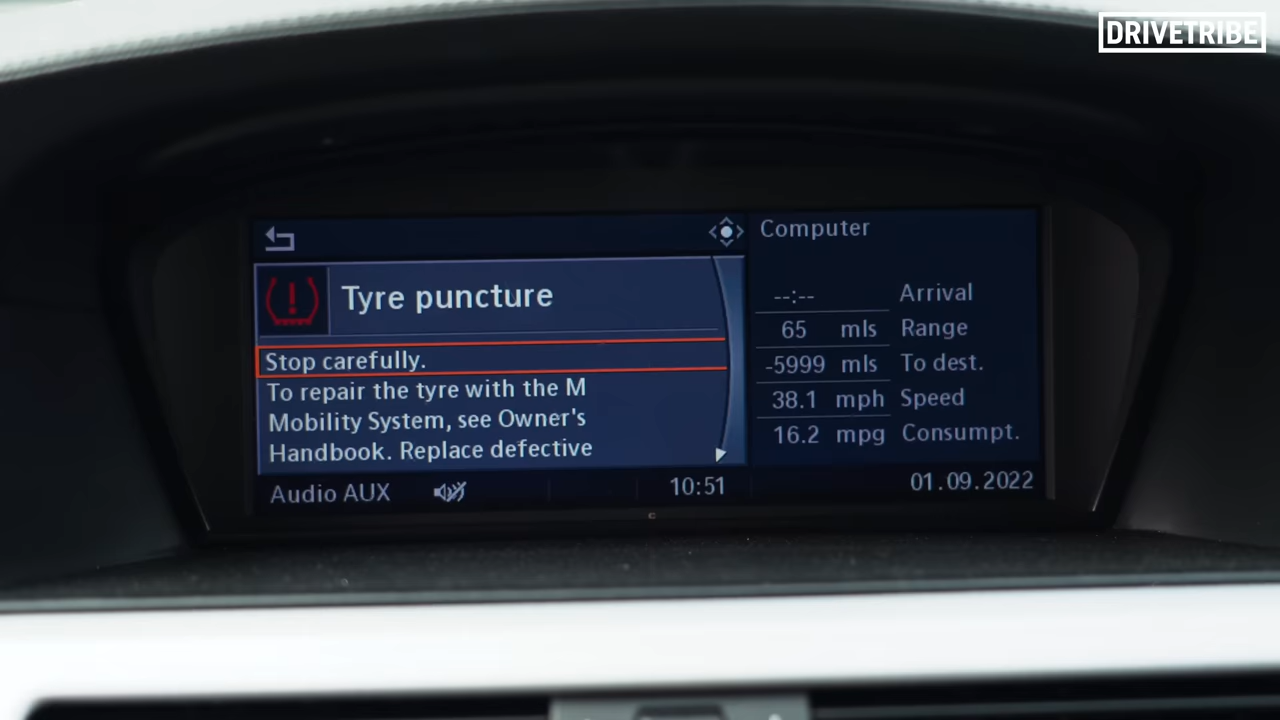 DRIVETRIBE
Computer
Tyre puncture
Stop carefully.
To repair the tyre with the M
Mobility System, see Owner's
Handbook. Replace defective
--:-- Arrival
65 mls Range
-5999 mls To dest.
38.1 mph Speed
16.2 mpg Consumpt.
Audio AUX 10:51 01.09.2022